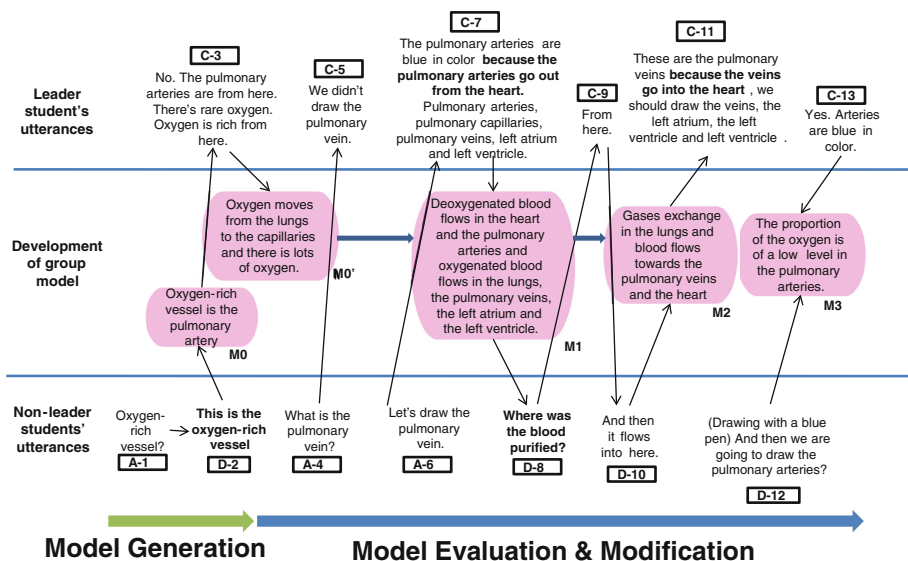 Leader
student's
utterances
C-3
No. The pulmonary
arteries are from here.
There's rare oxygen.
Oxygen is rich from
here.
C-5
We didn't
draw the
pulmonary
vein.
C-7
The pulmonary arteries are
blue in color because the
pulmonary arteries go out
from the heart.
Pulmonary arteries,
pulmonary capillaries,
pulmonary veins, left atrium
and left ventricle.
C-9
From
here.
C-11
These are the pulmonary
veins because the veins
go into the heart , we
should draw the veins, the
left atrium, the left
ventricle and left ventricle .
C-13
Yes. Arteries
are blue in
color.
Development
of group
model
Oxygen moves
from the lungs
to the capillaries
and there is lots
of oxygen.
M0'
Oxygen-rich
vessel is the
pulmonary
artery
M0
Deoxygenated blood
flows in the heart
and the pulmonary
arteries and
oxygenated blood
flows in the lungs,
the pulmonary veins,
the left atrium and
the left ventricle.
M1
Gases exchange
in the lungs and
blood flows
towards the
pulmonary veins
and the heart
M2
The proportion
of the oxygen is
of a low level in
the pulmonary
arteries.
M3
Non-leader
students'
utterances
Oxygen-
rich
vessel?
A-1
This is the
oxygen-rich
vessel
D-2
What is the
pulmonary
vein?
A-4
Let's draw the
pulmonary
vein.
A-6
Where was
the blood
purified?
D-8
And then
it flows
into here.
D-10
(Drawing with a blue
pen) And then we are
going to draw the
pulmonary arteries?
D-12
Model Generation
Model Evaluation & Modification